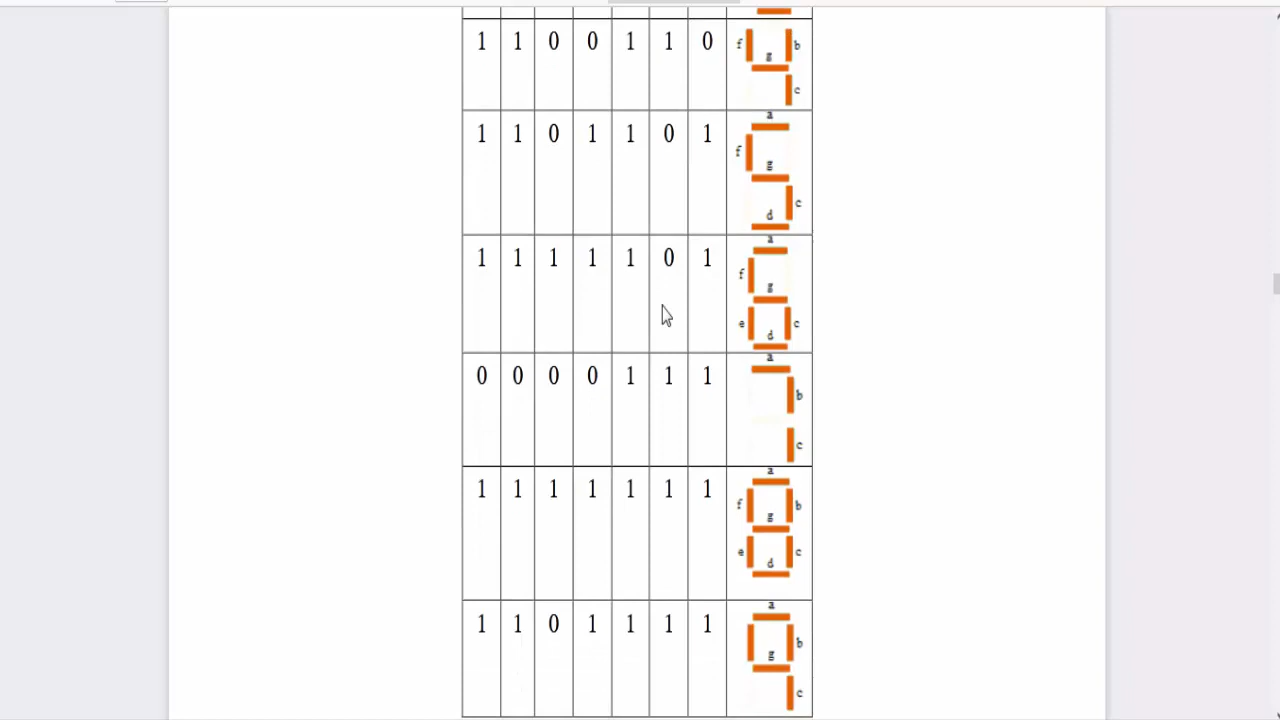 1 1 0 0 1 1 0 f b
g
c
a
1 1 0 1 1 0 1
f
g
c
d
a
1 1 1 1 1 0 1
f
g
e c
d
a
0 0 0 0 1 1 1
b
c
a
1 1 1 1 1 1 1
f b
g
e c
d
a
1 1 0 1 1 1 1
b
g
c